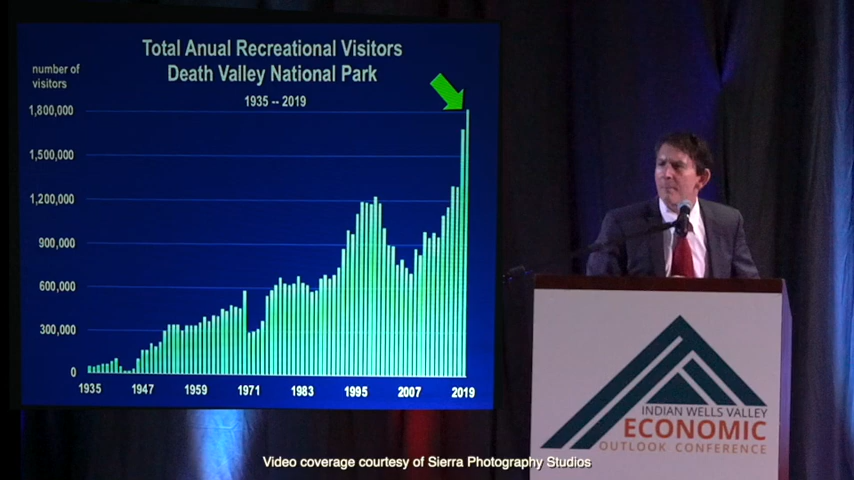 Total Anual Recreational Visitors
Death Valley National Park
1935 -- 2019
number of
visitors
1,800,000
1,500,000
1,200,000
900,000
600,000
300,000
0
1935 1947 1959 1971 1983 1995 2007 2019
INDIAN WELLS VALLEY
ECONOMIC
OUTLOOK CONFERENCE
Video coverage courtesy of Sierra Photography Studios